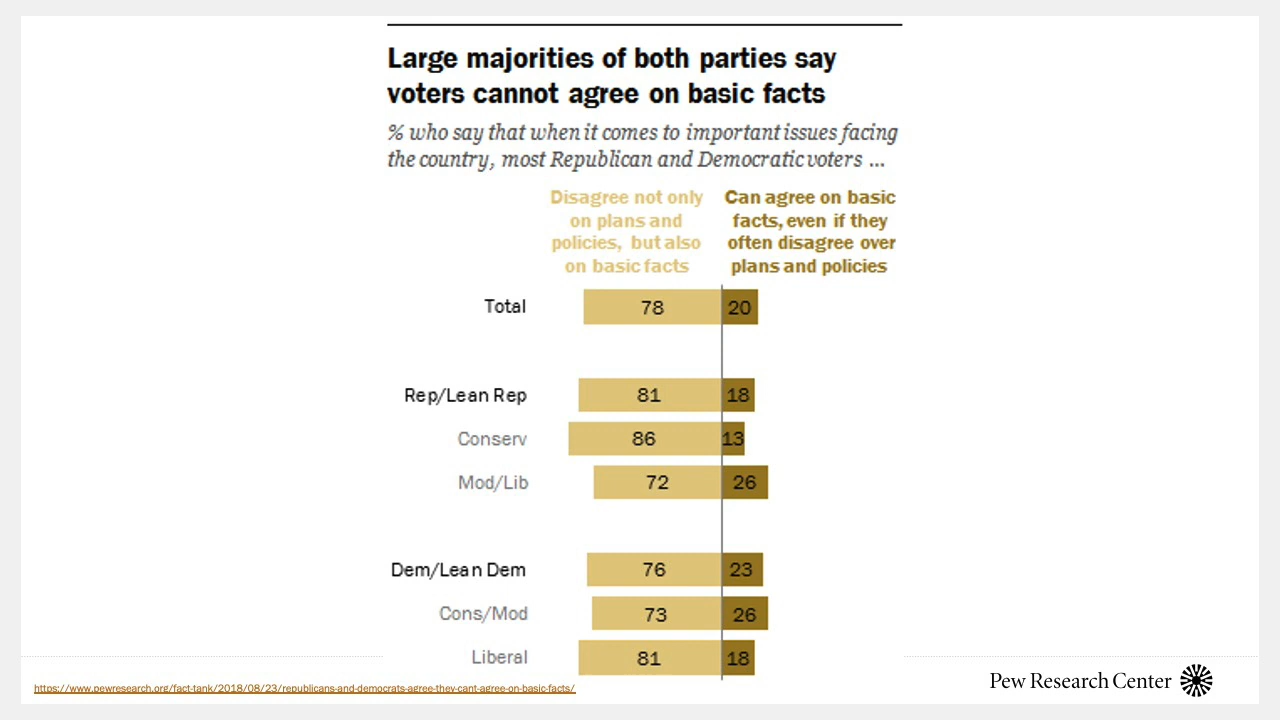 Large majorities of both parties say
voters cannot agree on basic facts
% who say that when it comes to important issues facing
the country, most Republican and Democratic voters ...
Disagree not only
on plans and
policies, but also
on basic facts
Can agree on basic
facts, even if they
often disagree over
plans and policies
Total 78 20
Rep/Lean Rep 81 18
Conserv 86 13
Mod/Lib 72 26
Dem/Lean Dem 76 23
Cons/Mod 73 26
Liberal 81 18
https://www.pewresearch.org/fact-tank/2018/08/23/republicans-and-democrats-agree-they-cant-agree-on-basic-facts/
Pew Research Center